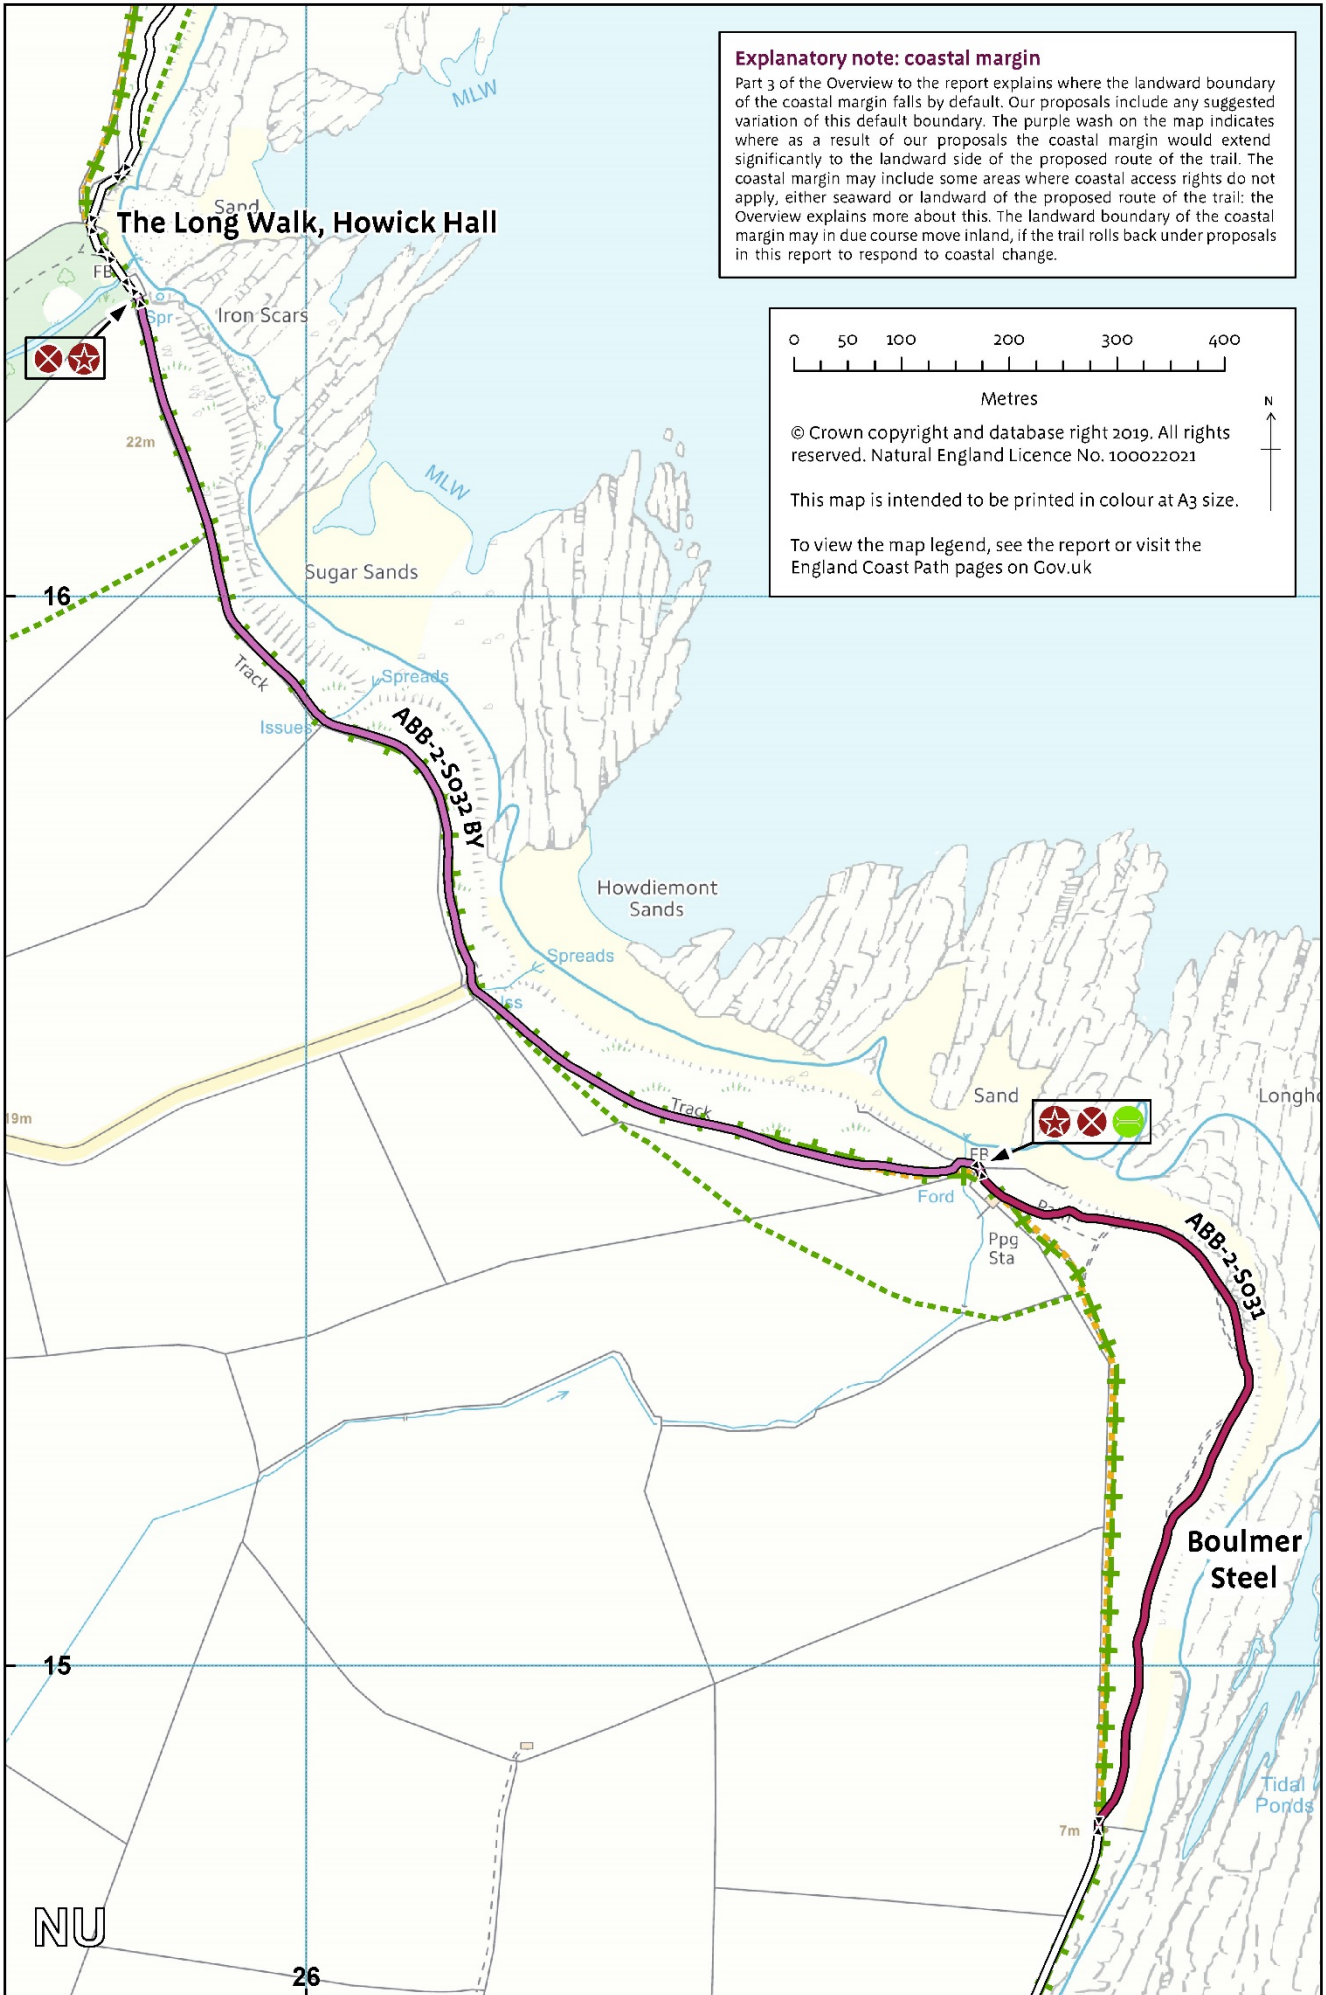 Explanatory note: coastal margin
Part 3 of the Overview to the report explains where the landward boundary
of the coastal margin falls by default. Our proposals include any suggested
variation of this default boundary. The purple wash on the map indicates
where as a result of our proposals the coastal margin would extend
significantly to the landward side of the proposed route of the trail. The
coastal margin may include some areas where coastal access rights do not
apply, either seaward or landward of the proposed route of the trail: the
Overview explains more about this. The landward boundary of the coastal
margin may in due course move inland, if the trail rolls back under proposals
in this report to respond to coastal change.
MLW
Sand
The Long Walk, Howick Hall
FB
Spr
Iron Scars
0 50 100 200 300 400
Metres
N
© Crown copyright and database right 2019. All rights
reserved. Natural England Licence No. 100022021
This map is intended to be printed in colour at A3 size.
To view the map legend, see the report or visit the
England Coast Path pages on Gov.uk
22m
MLW
Sugar Sands
16
Track
Spreads
Issues
ABB-2-S032 BY
Howdiemont
Sands
Spreads
Iss
Track
Sand
19m
FB
Ford
Path
Ppg
Sta
ABB-2-S031
Boulmer
Steel
15
Tidal
Ponds
7m
NU
26